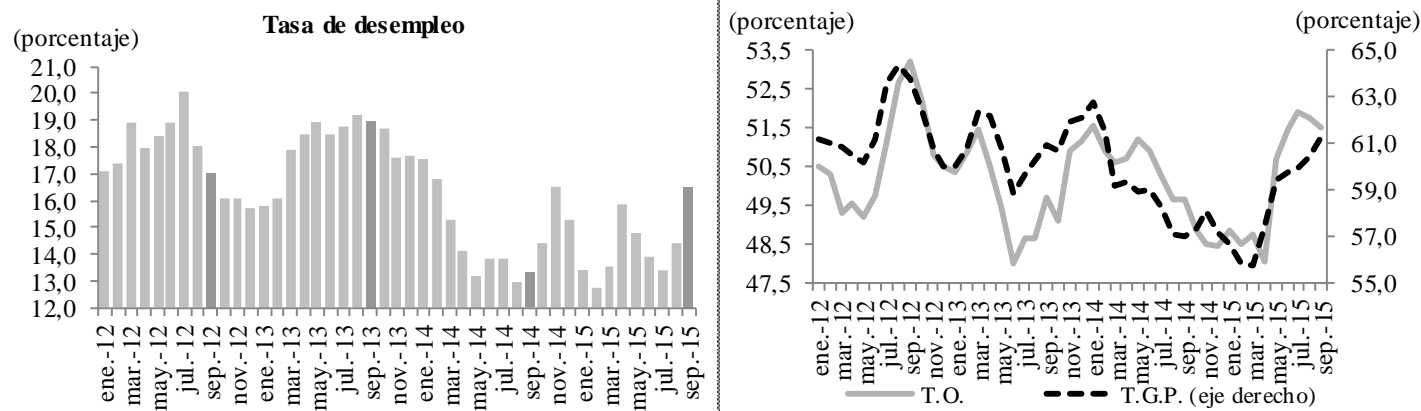 Tasa de desempleo
(porcentaje)
21,0
20,0
19,0
18,0
17,0
16,0
15,0
14,0
13,0
12,0
ene.-12
mar.-12
may.-12
jul.-12
sep.-12
nov.-12
ene.-13
mar.-13
may.-13
jul.-13
sep.-13
nov.-13
ene.-14
mar.-14
may.-14
jul.-14
sep.-14
nov.-14
ene.-15
mar.-15
may.-15
jul.-15
sep.-15
(porcentaje)
(porcentaje)
53,5
52,5
51,5
50,5
49,5
48,5
47,5
65,0
63,0
61,0
59,0
57,0
55,0
ene.-12
mar.-12
may.-12
jul.-12
sep.-12
nov.-12
ene.-13
mar.-13
may.-13
jul.-13
sep.-13
nov.-13
ene.-14
mar.-14
may.-14
jul.-14
sep.-14
nov.-14
ene.-15
mar.-15
may.-15
jul.-15
sep.-15
T.O.
T.G.P. (eje derecho)